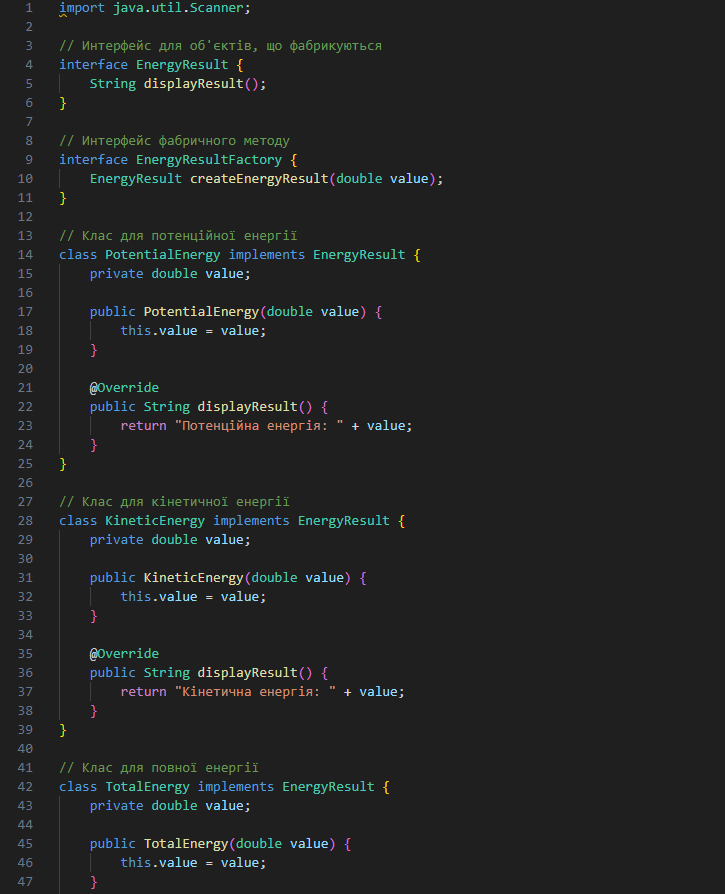 1 import java.util.Scanner;
2
3 // Интерфейс для об'єктів, що фабрикуються
4 interface EnergyResult {
5 String displayResult();
6 }
7
8 // Интерфейс фабричного методу
9 interface EnergyResultFactory {
10 EnergyResult createEnergyResult(double value);
11 }
12
13 // Клас для потенційної енергії
14 class PotentialEnergy implements EnergyResult {
15 private double value;
16
17 public PotentialEnergy(double value) {
18 this.value = value;
19 }
20
21 @Override
22 public String displayResult() {
23 return "Потенційна енергія: " + value;
24 }
25 }
26
27 // Клас для кінетичної енергії
28 class KineticEnergy implements EnergyResult {
29 private double value;
30
31 public KineticEnergy(double value) {
32 this.value = value;
33 }
34
35 @Override
36 public String displayResult() {
37 return "Кінетична енергія: " + value;
38 }
39 }
40
41 // Клас для повної енергії
42 class TotalEnergy implements EnergyResult {
43 private double value;
44
45 public TotalEnergy(double value) {
46 this.value = value;
47 }